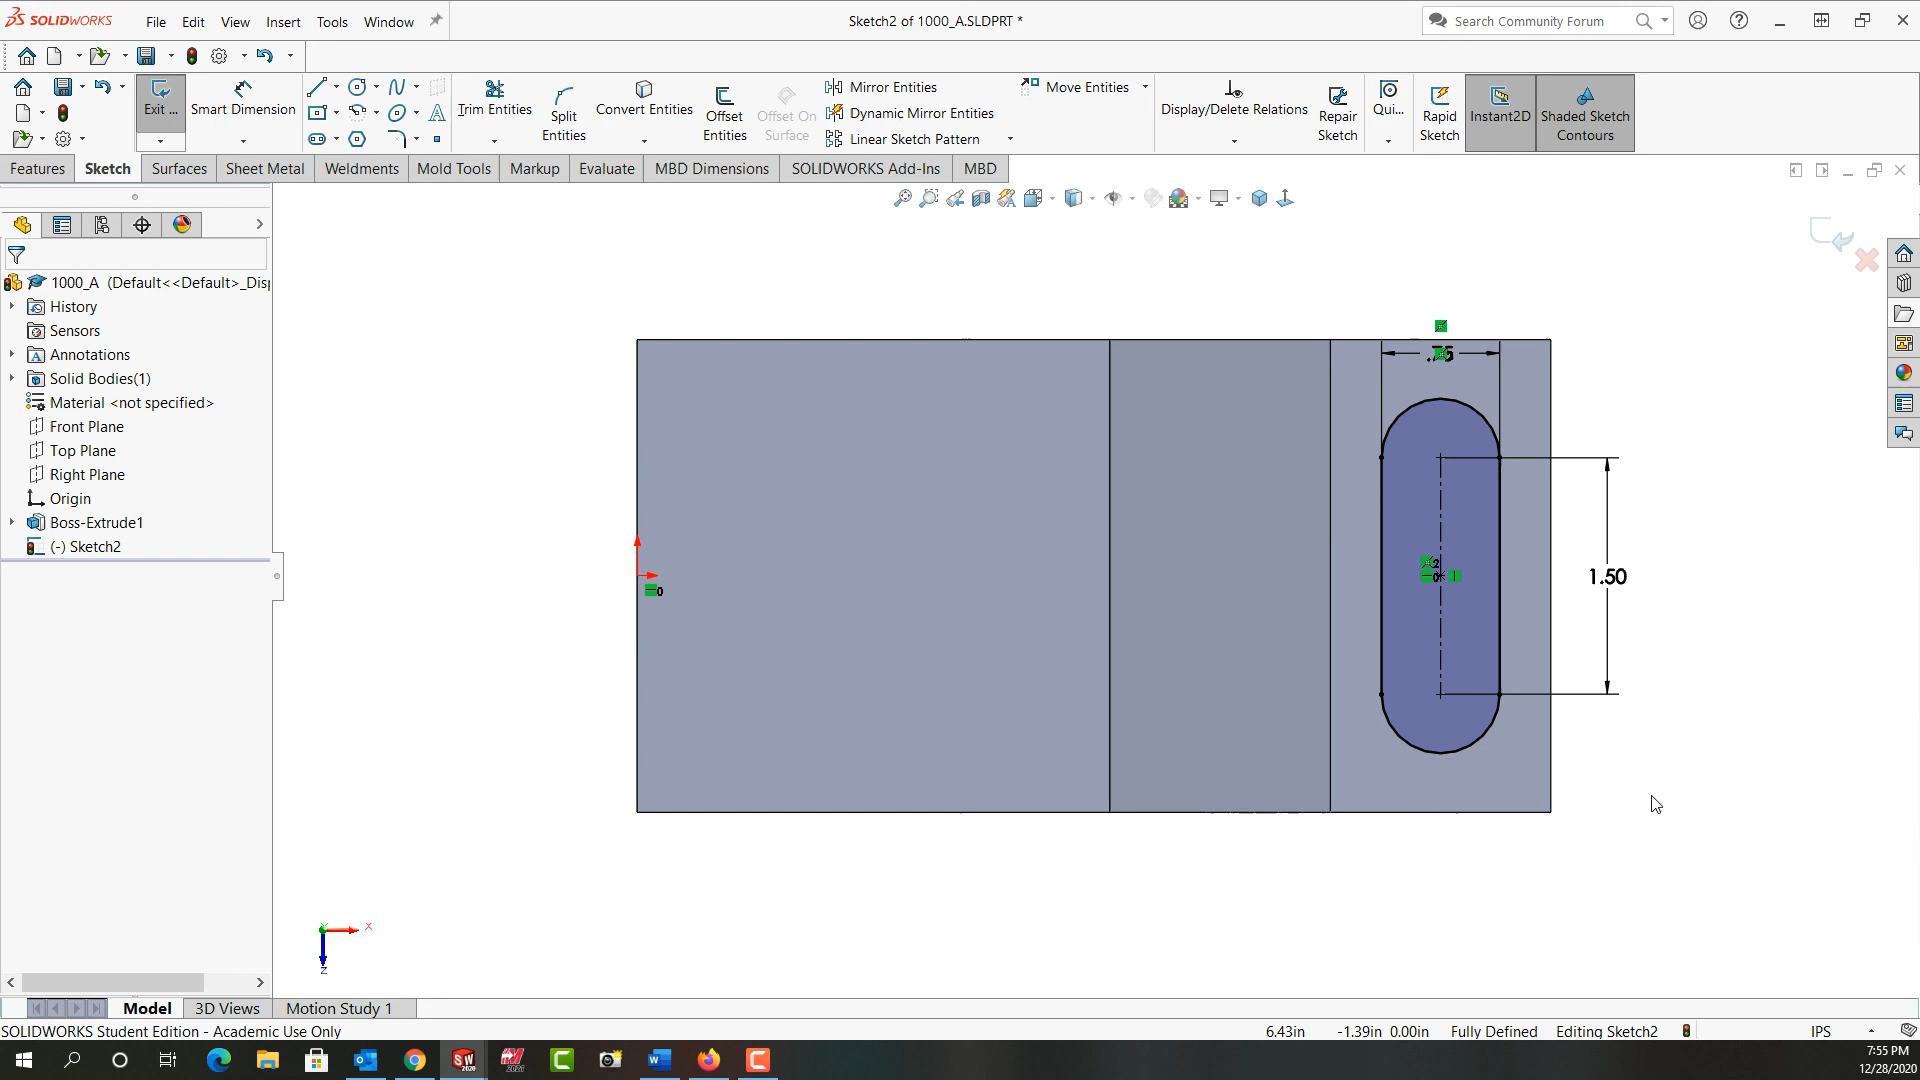 SOLIDWORKS File Edit View Insert Tools Window Sketch2 of 1000_A.SLDPRT * Search Community Forum
Exit ... Smart Dimension Trim Entities Split Entities Convert Entities Offset Entities Offset On Surface
Mirror Entities
Dynamic Mirror Entities
Linear Sketch Pattern
Move Entities
Display/Delete Relations Repair Sketch Qui... Rapid Sketch Instant2D Shaded Sketch Contours
Features Sketch Surfaces Sheet Metal Weldments Mold Tools Markup Evaluate MBD Dimensions SOLIDWORKS Add-Ins MBD
1000_A (Default<<Default>_Disp
History
Sensors
Annotations
Solid Bodies(1)
Material <not specified>
Front Plane
Top Plane
Right Plane
Origin
Boss-Extrude1
(-) Sketch2
2
0
1.50
0
X
Z
Model 3D Views Motion Study 1
SOLIDWORKS Student Edition - Academic Use Only 6.43in -1.39in 0.00in Fully Defined Editing Sketch2 IPS
7:55 PM
12/28/2020